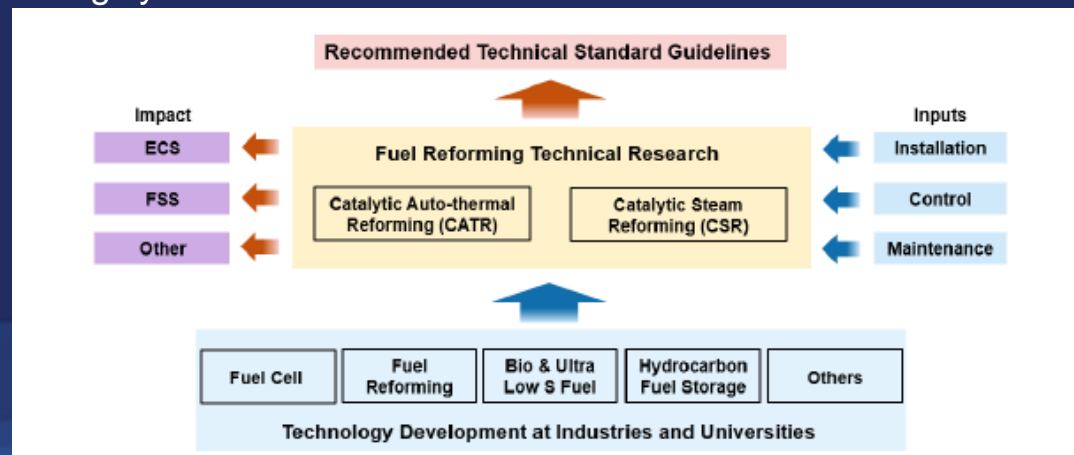 Recommended Technical Standard Guidelines
Impact
Inputs
ECS
Fuel Reforming Technical Research
Installation
FSS
Catalytic Auto-thermal
Reforming (CATR)
Catalytic Steam
Reforming (CSR)
Control
Other
Maintenance
Fuel Cell
Fuel
Reforming
Bio & Ultra
Low S Fuel
Hydrocarbon
Fuel Storage
Others
Technology Development at Industries and Universities